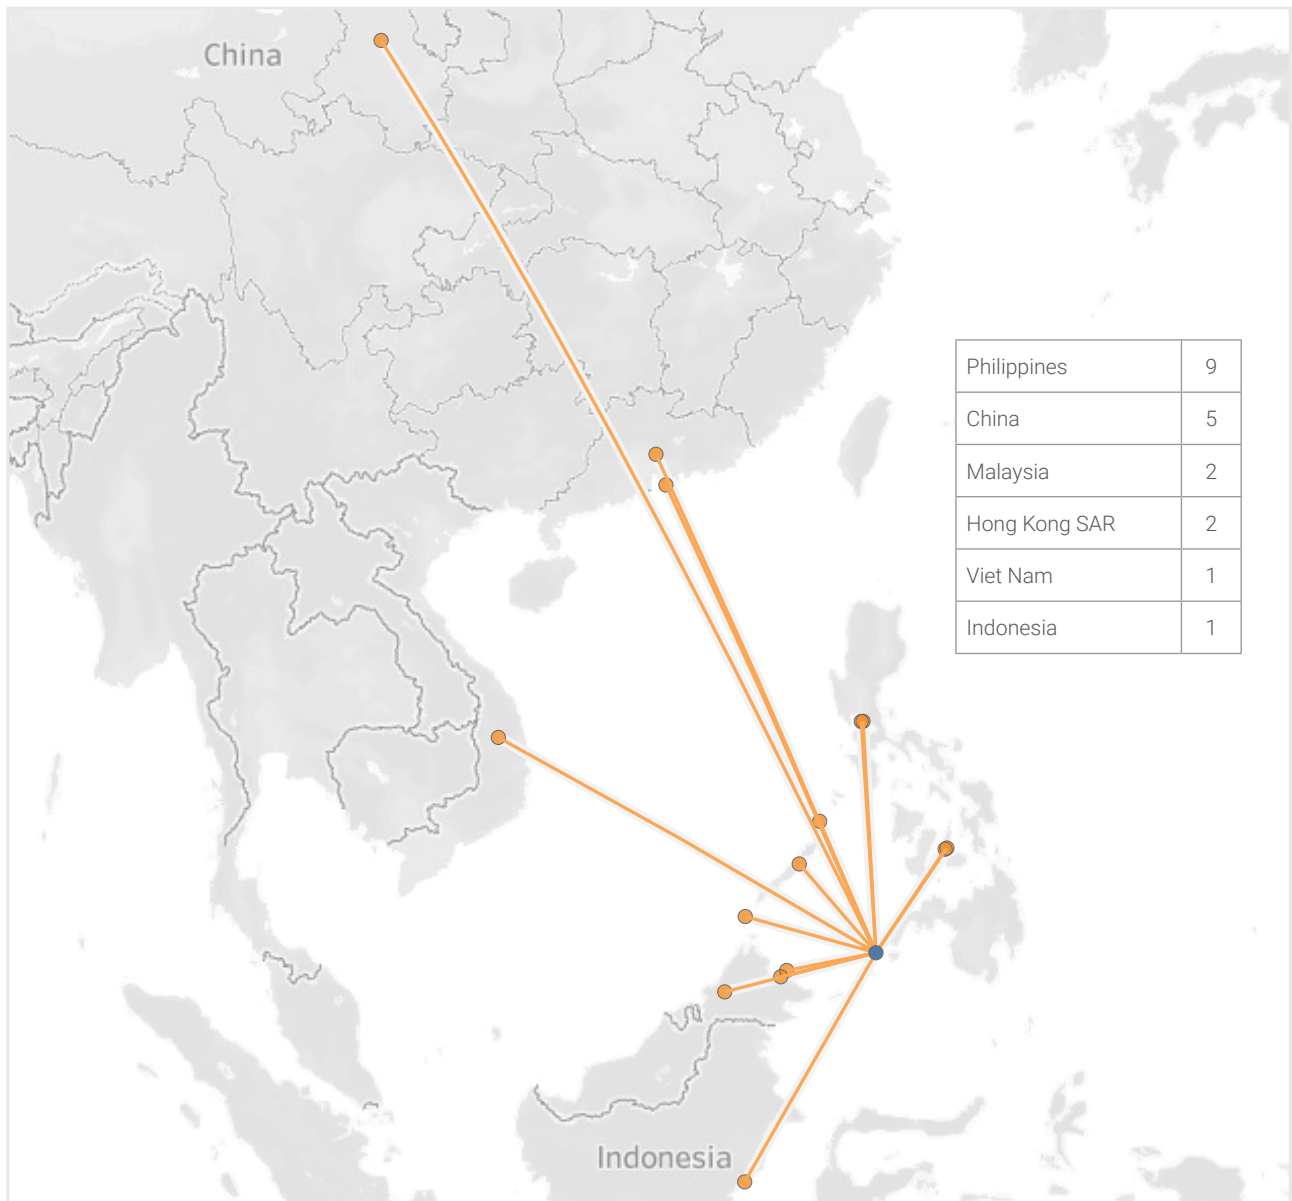 China
Philippines 9
China 5
Malaysia 2
Hong Kong SAR 2
Viet Nam 1
Indonesia 1
Indonesia